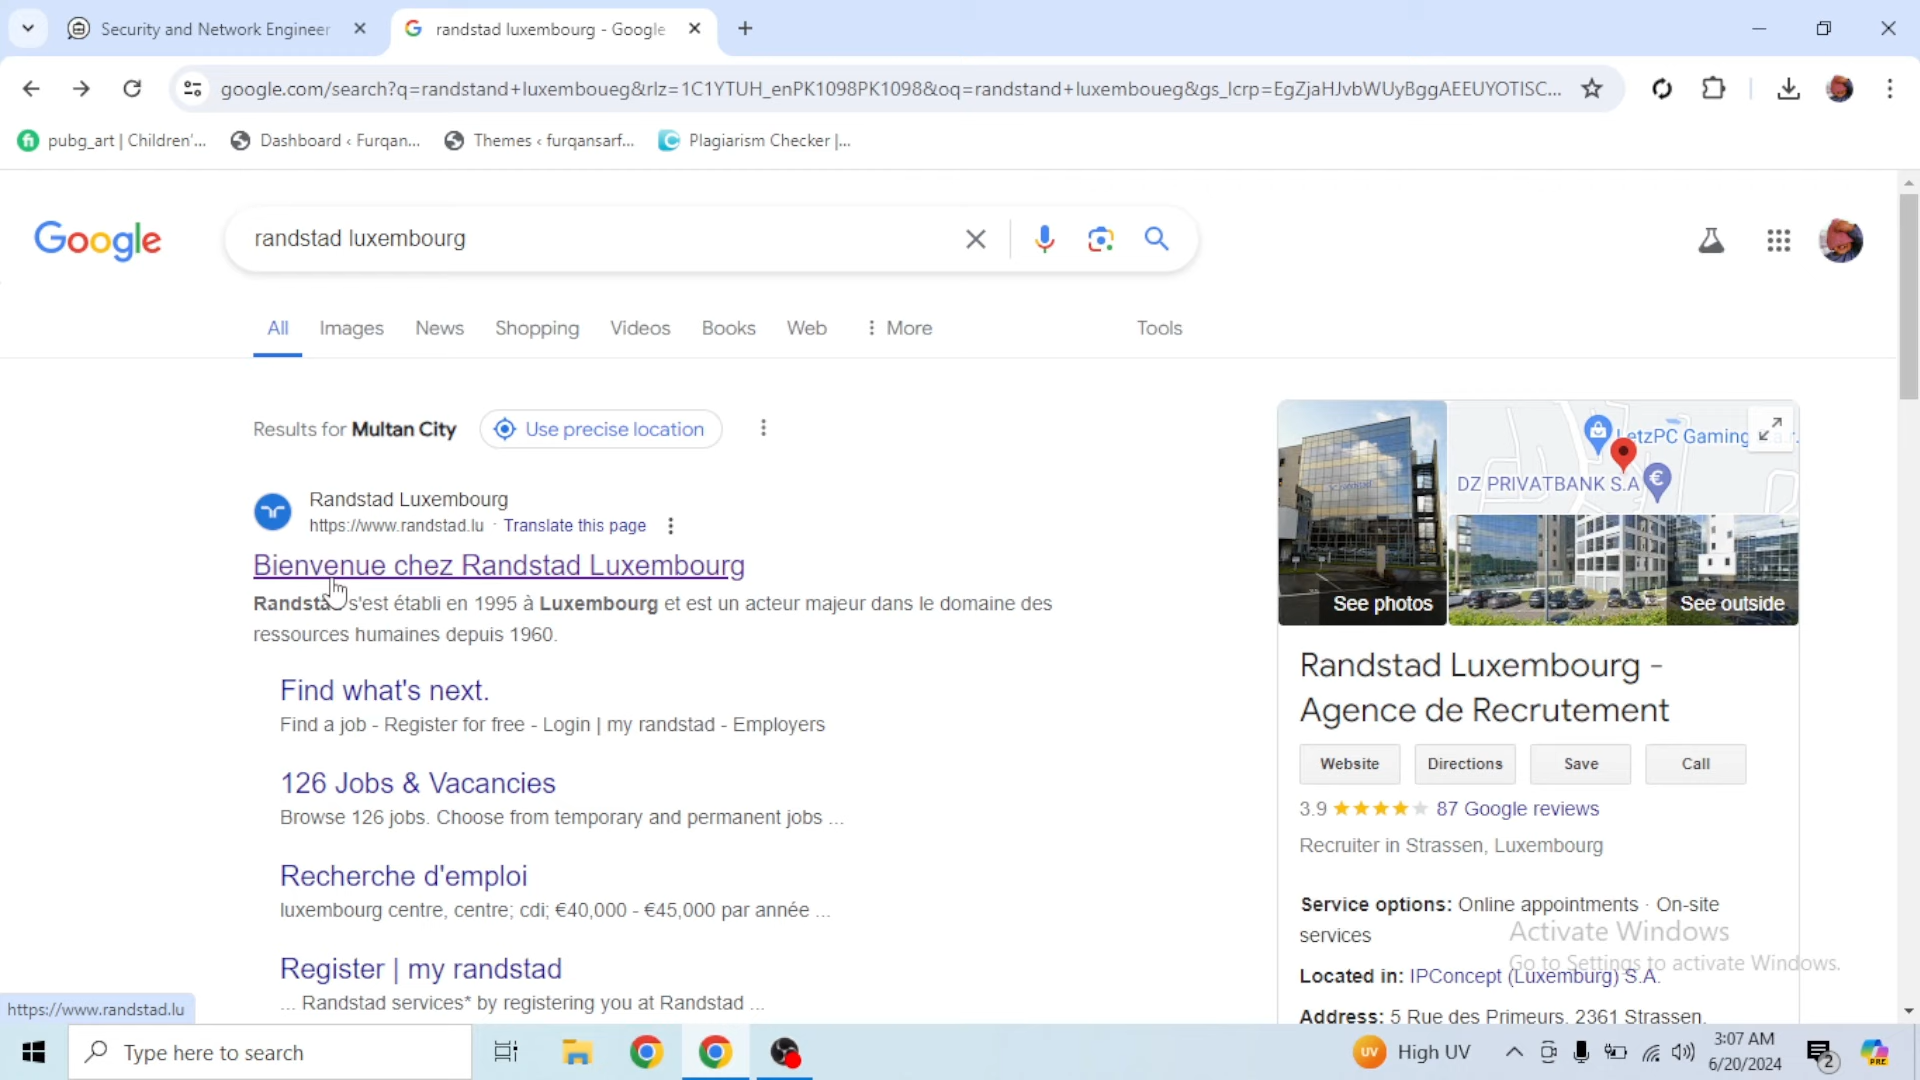 Security and Network Engineer
randstad luxembourg - Google
google.com/search?q=randstand+luxemboueg&rlz=1C1YTUH_enPK1098PK1098&oq=randstand+luxemboueg&gs_lcrp=EgZjaHJvbWUyBggAEEUYOTISC...
pubg_art | Children'...
Dashboard ‹ Furqan...
Themes ‹ furqansarf...
Plagiarism Checker |...
Google
randstad luxembourg
All
Images
News
Shopping
Videos
Books
Web
More
Tools
Results for Multan City
Use precise location
Randstad Luxembourg
https://www.randstad.lu · Translate this page
Bienvenue chez Randstad Luxembourg
s'est établi en 1995 à Luxembourg et est un acteur majeur dans le domaine des
ressources humaines depuis 1960.
Find what's next.
Find a job - Register for free - Login | my randstad - Employers
126 Jobs & Vacancies
Browse 126 jobs. Choose from temporary and permanent jobs ...
Recherche d'emploi
luxembourg centre, centre; cdi; €40,000 - €45,000 par année ...
Register | my randstad
... Randstad services* by registering you at Randstad ...
https://www.randstad.lu
See photos
LetzPC Gaming
DZ PRIVATBANK S.A
See outside
Randstad Luxembourg -
Agence de Recrutement
Website
Directions
Save
Call
3.9
87 Google reviews
Recruiter in Strassen, Luxembourg
Service options: Online appointments · On-site
services
Located in: IPConcept (Luxemburg) S.A.
Address: 5 Rue des Primeurs, 2361 Strassen,
Activate Windows
Go to Settings to activate Windows.
Type here to search
UV
High UV
3:07 AM
6/20/2024
2
PRE